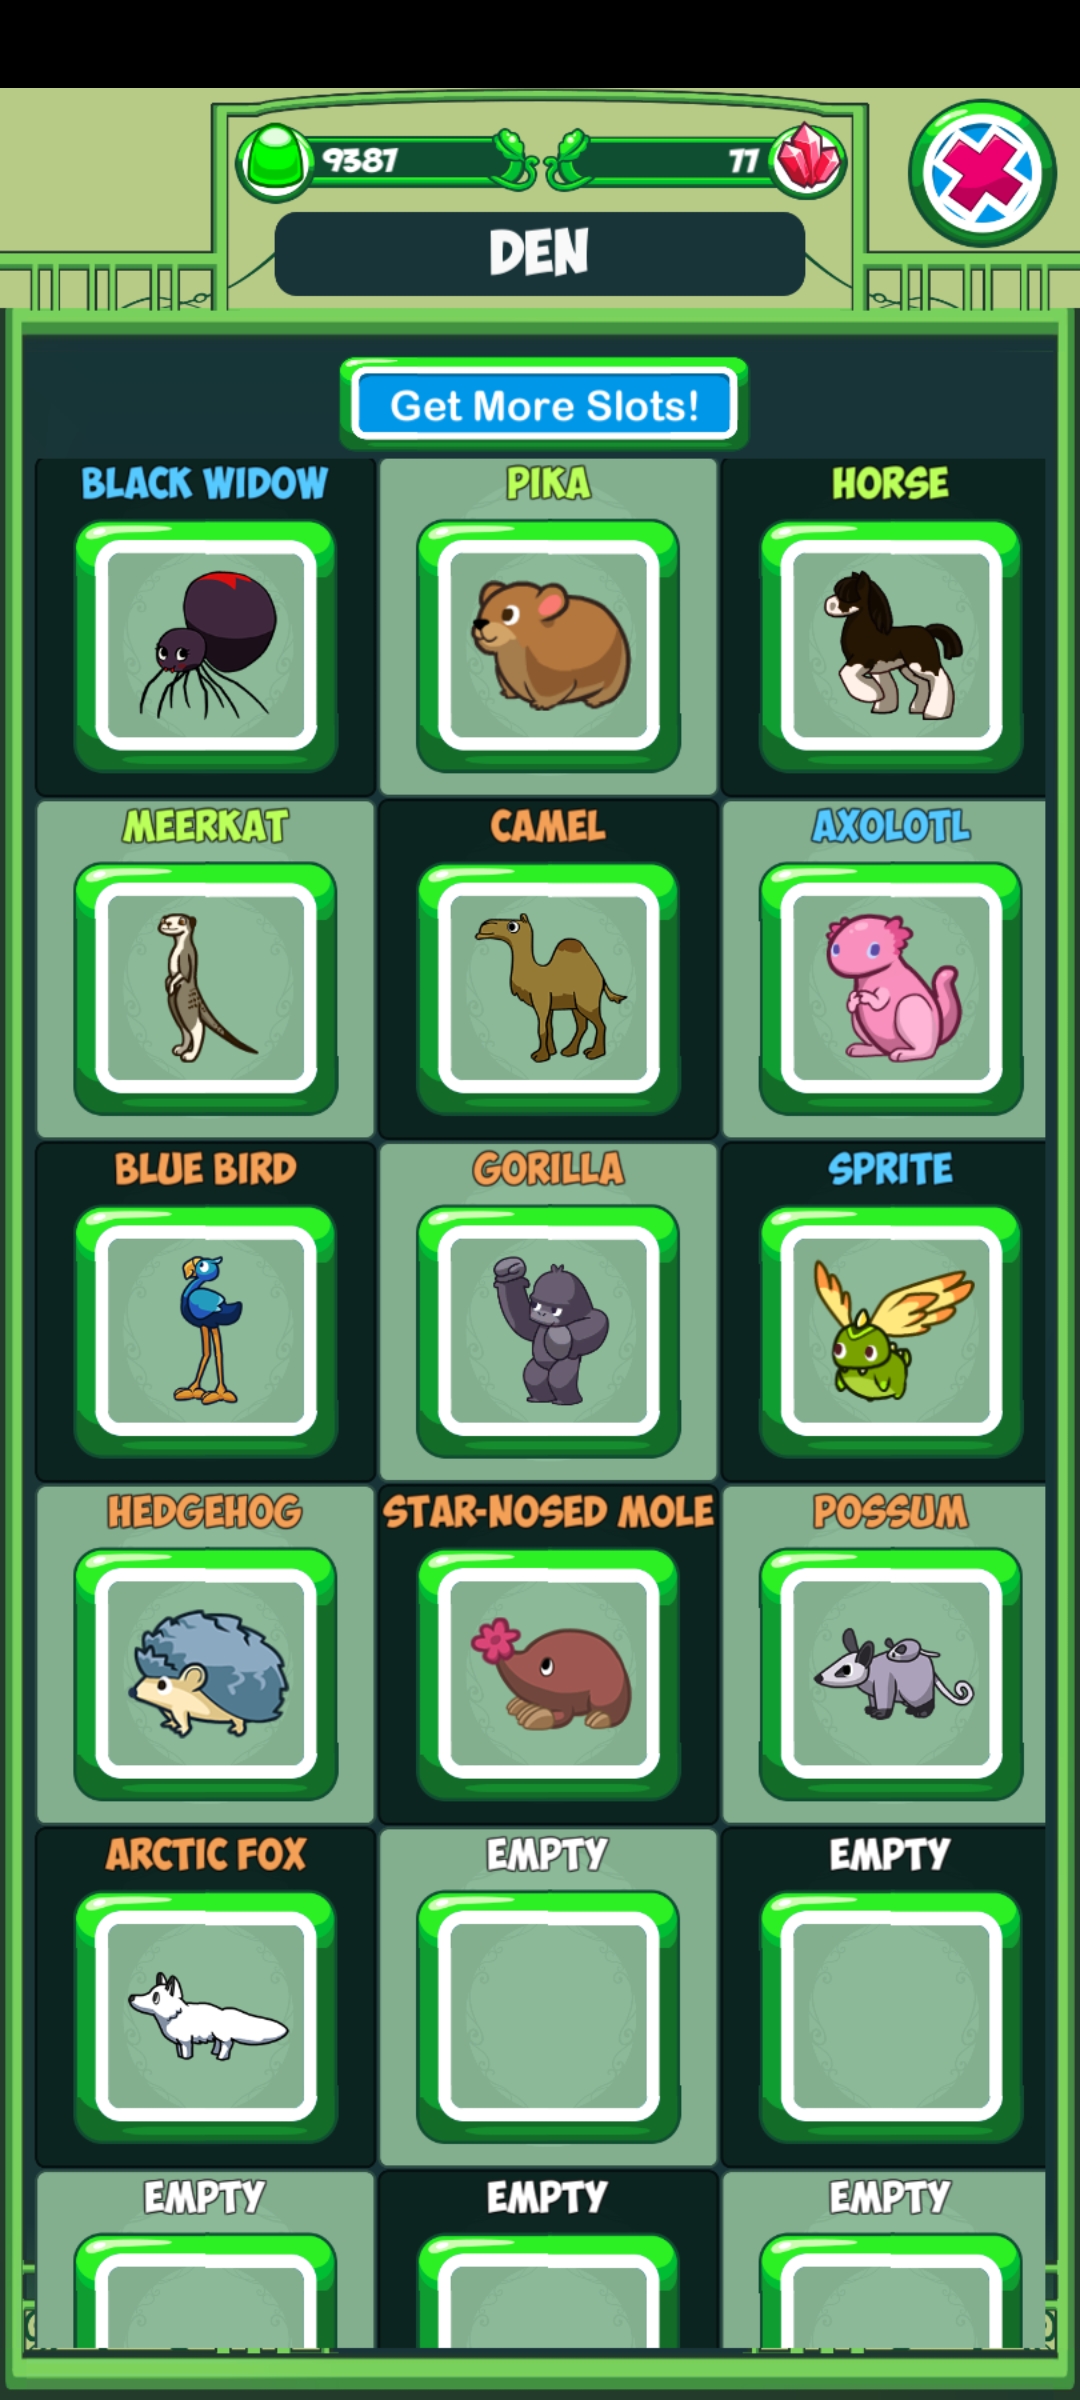 9387
77
DEN
Get More Slots!
BLACK WIDOW
PIKA
HORSE
MEERKAT
CAMEL
AXOLOTL
BLUE BIRD
GORILLA
SPRITE
HEDGEHOG
STAR-NOSED MOLE
POSSUM
ARCTIC FOX
EMPTY
EMPTY
EMPTY
EMPTY
EMPTY